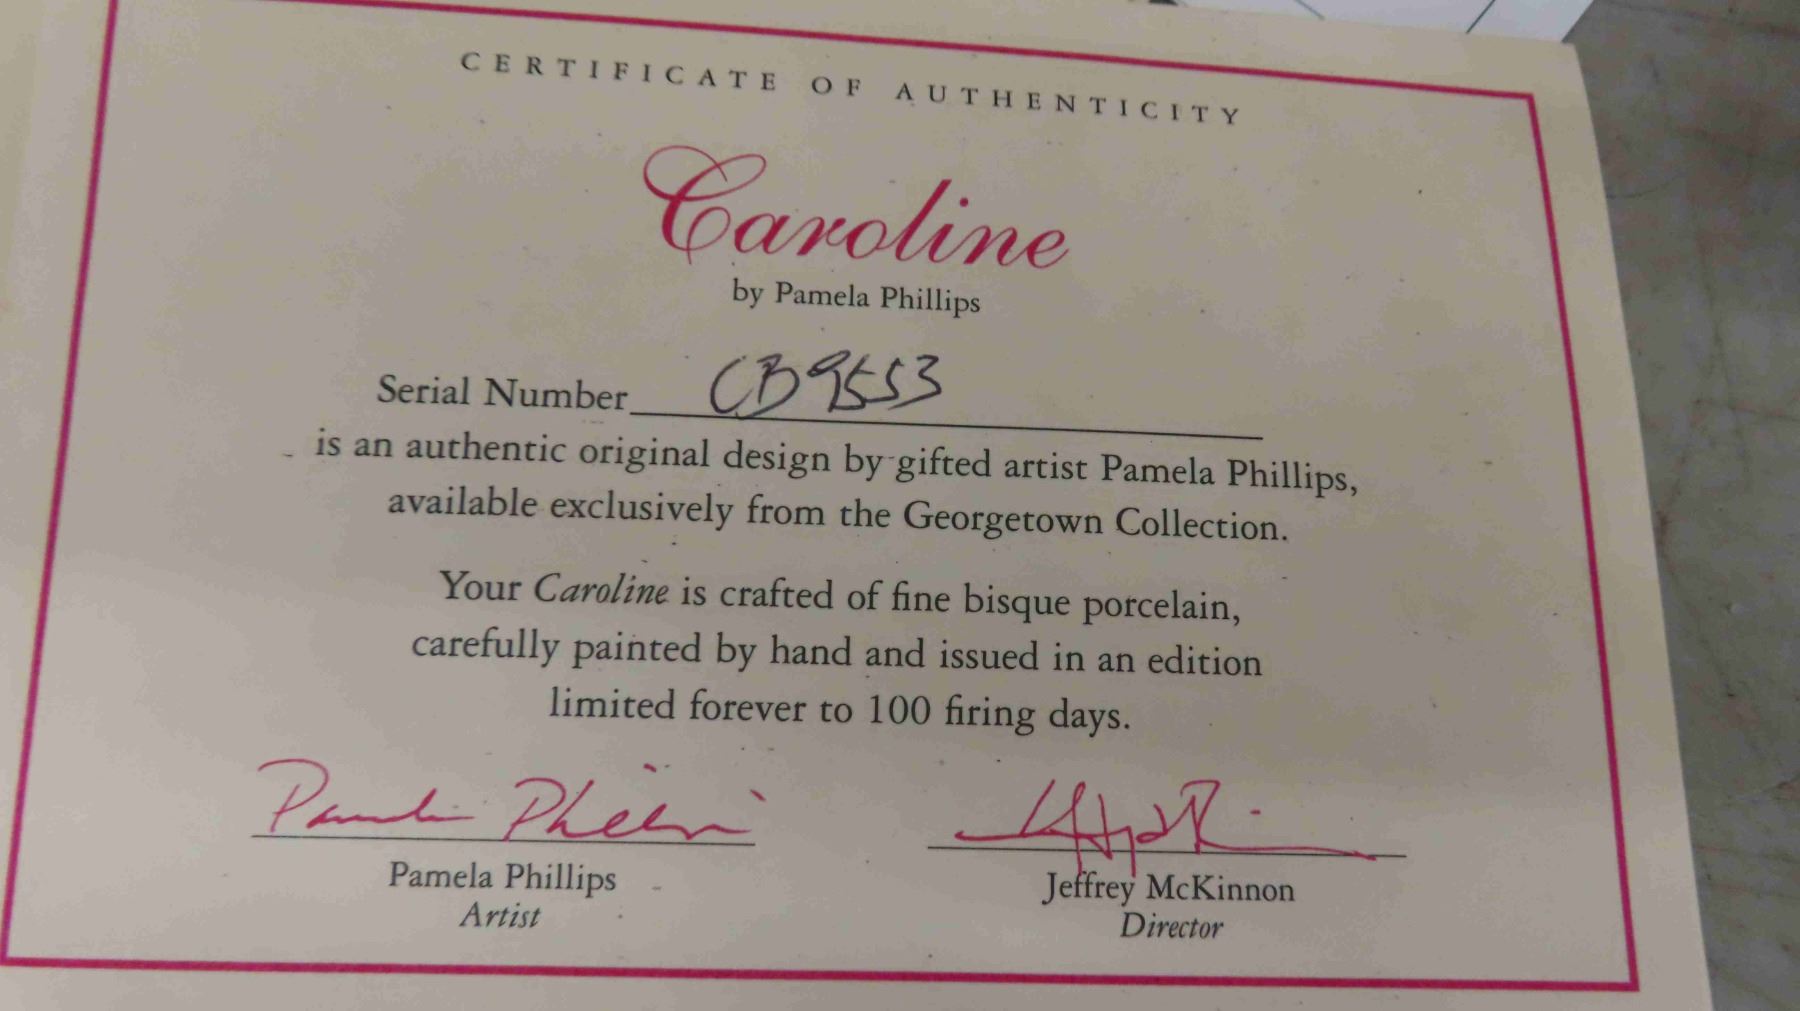 CERTIFICATE OF AUTHENTICITY
Caroline
by Pamela Phillips
Serial Number CB9553
is an authentic original design by gifted artist Pamela Phillips,
available exclusively from the Georgetown Collection.
Your Caroline is crafted of fine bisque porcelain,
carefully painted by hand and issued in an edition
limited forever to 100 firing days.
Pamela Phillips
Pamela Phillips
Artist
Jeffrey McKinnon
Director